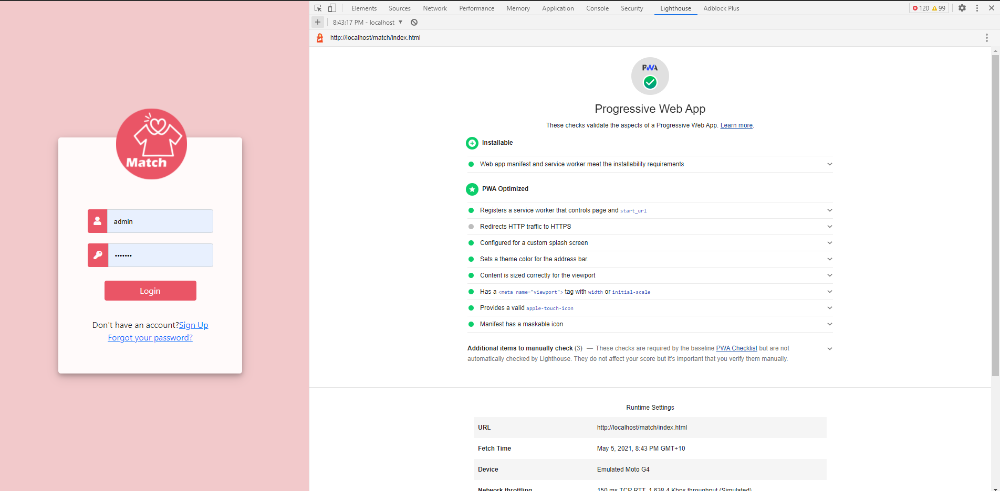 Match
admin
•••••••
Login
Don't have an account?Sign Up
Forgot your password?
Elements Sources Network Performance Memory Application Console Security Lighthouse Adblock Plus 120 99
8:43:17 PM - localhost
http://localhost/match/index.html
PWA
Progressive Web App
These checks validate the aspects of a Progressive Web App. Learn more.
Installable
Web app manifest and service worker meet the installability requirements
PWA Optimized
Registers a service worker that controls page and start_url
Redirects HTTP traffic to HTTPS
Configured for a custom splash screen
Sets a theme color for the address bar.
Content is sized correctly for the viewport
Has a <meta name="viewport"> tag with width or initial-scale
Provides a valid apple-touch-icon
Manifest has a maskable icon
Additional items to manually check (3) — These checks are required by the baseline PWA Checklist but are not
automatically checked by Lighthouse. They do not affect your score but it's important that you verify them manually.
Runtime Settings
URL http://localhost/match/index.html
Fetch Time May 5, 2021, 8:43 PM GMT+10
Device Emulated Moto G4
Network throttling 150 ms TCP RTT, 1,638.4 Kbps throughput (Simulated)